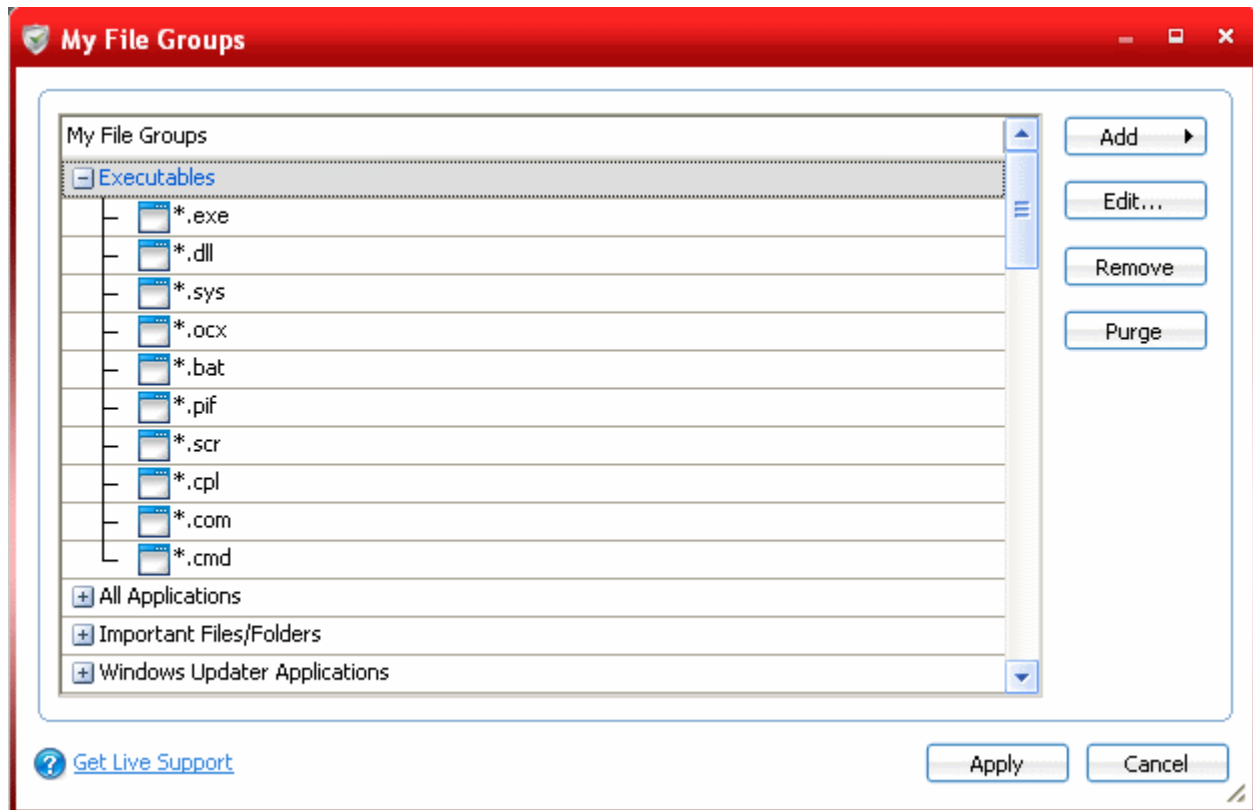 My File Groups
My File Groups
Executables
*.exe
*.dll
*.sys
*.ocx
*.bat
*.pif
*.scr
*.cpl
*.com
*.cmd
All Applications
Important Files/Folders
Windows Updater Applications
Add
Edit...
Remove
Purge
Get Live Support
Apply
Cancel